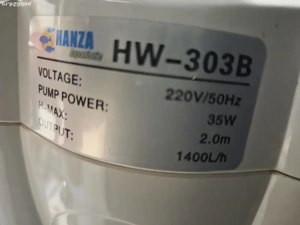 HANZA
HW-303B
VOLTAGE: 220V/50Hz
PUMP POWER: 35W
H-MAX: 2.0m
OUTPUT: 1400L/h